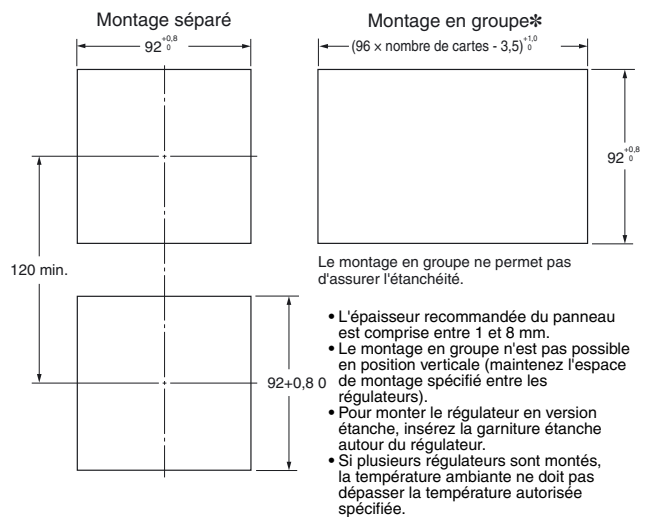 Montage séparé
92 +0,8 0
120 min.
92+0,8 0
Montage en groupe✻
(96 x nombre de cartes - 3,5) +1,0 0
92 +0,8 0
Le montage en groupe ne permet pas
d'assurer l'étanchéité.
• L'épaisseur recommandée du panneau
est comprise entre 1 et 8 mm.
• Le montage en groupe n'est pas possible
en position verticale (maintenez l'espace
de montage spécifié entre les
régulateurs).
• Pour monter le régulateur en version
étanche, insérez la garniture étanche
autour du régulateur.
• Si plusieurs régulateurs sont montés,
la température ambiante ne doit pas
dépasser la température autorisée
spécifiée.